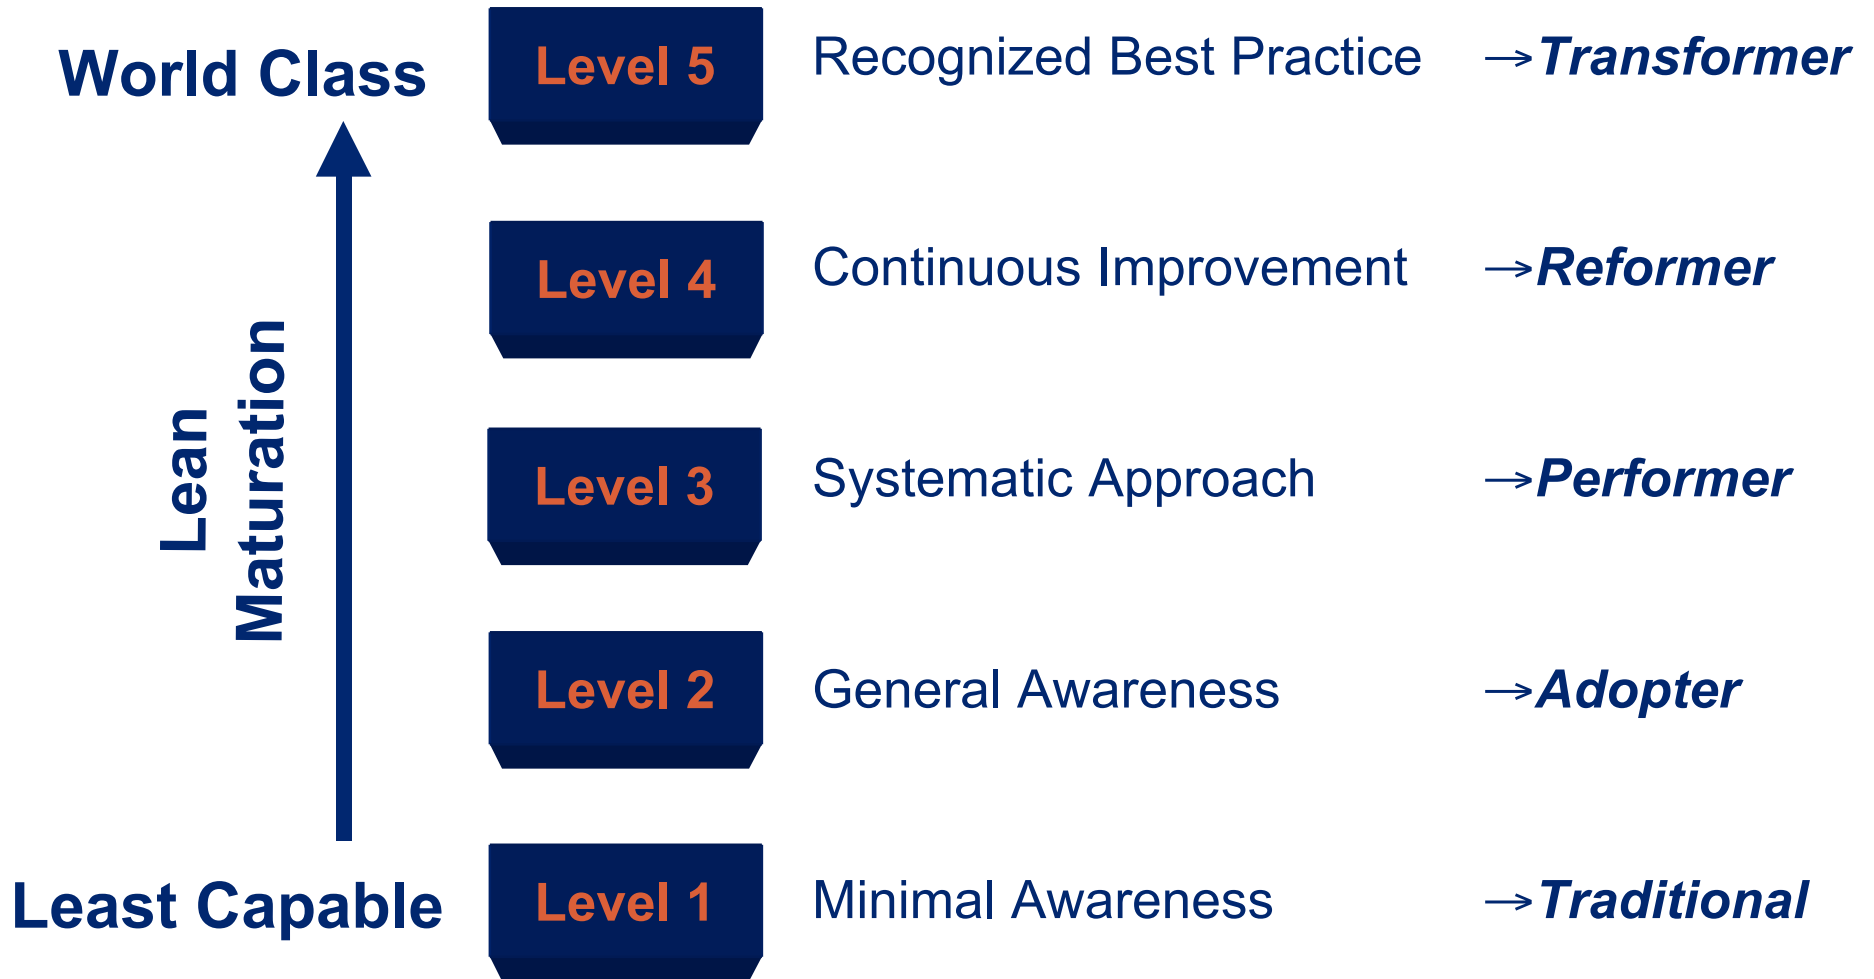 World Class
Level 5
Recognized Best Practice
→Transformer
Level 4
Continuous Improvement
→Reformer
Lean
Maturation
Level 3
Systematic Approach
→Performer
Level 2
General Awareness
→Adopter
Least Capable
Level 1
Minimal Awareness
→Traditional